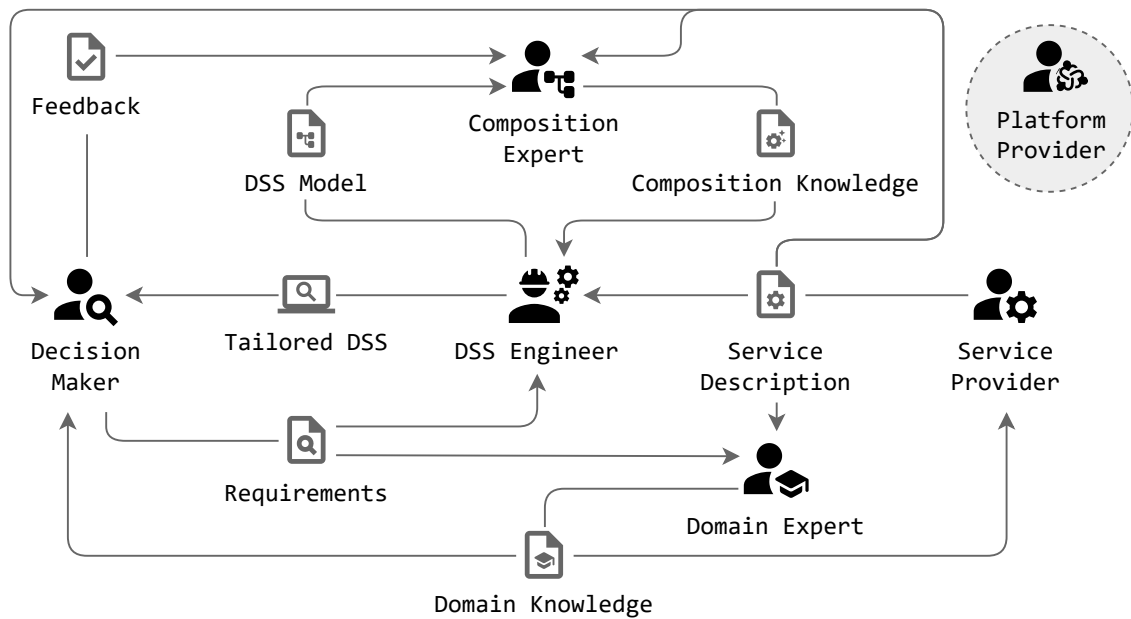 Feedback
Composition
Expert
Platform
Provider
DSS Model
Composition Knowledge
Decision
Maker
Tailored DSS
DSS Engineer
Service
Description
Service
Provider
Requirements
Domain Expert
Domain Knowledge